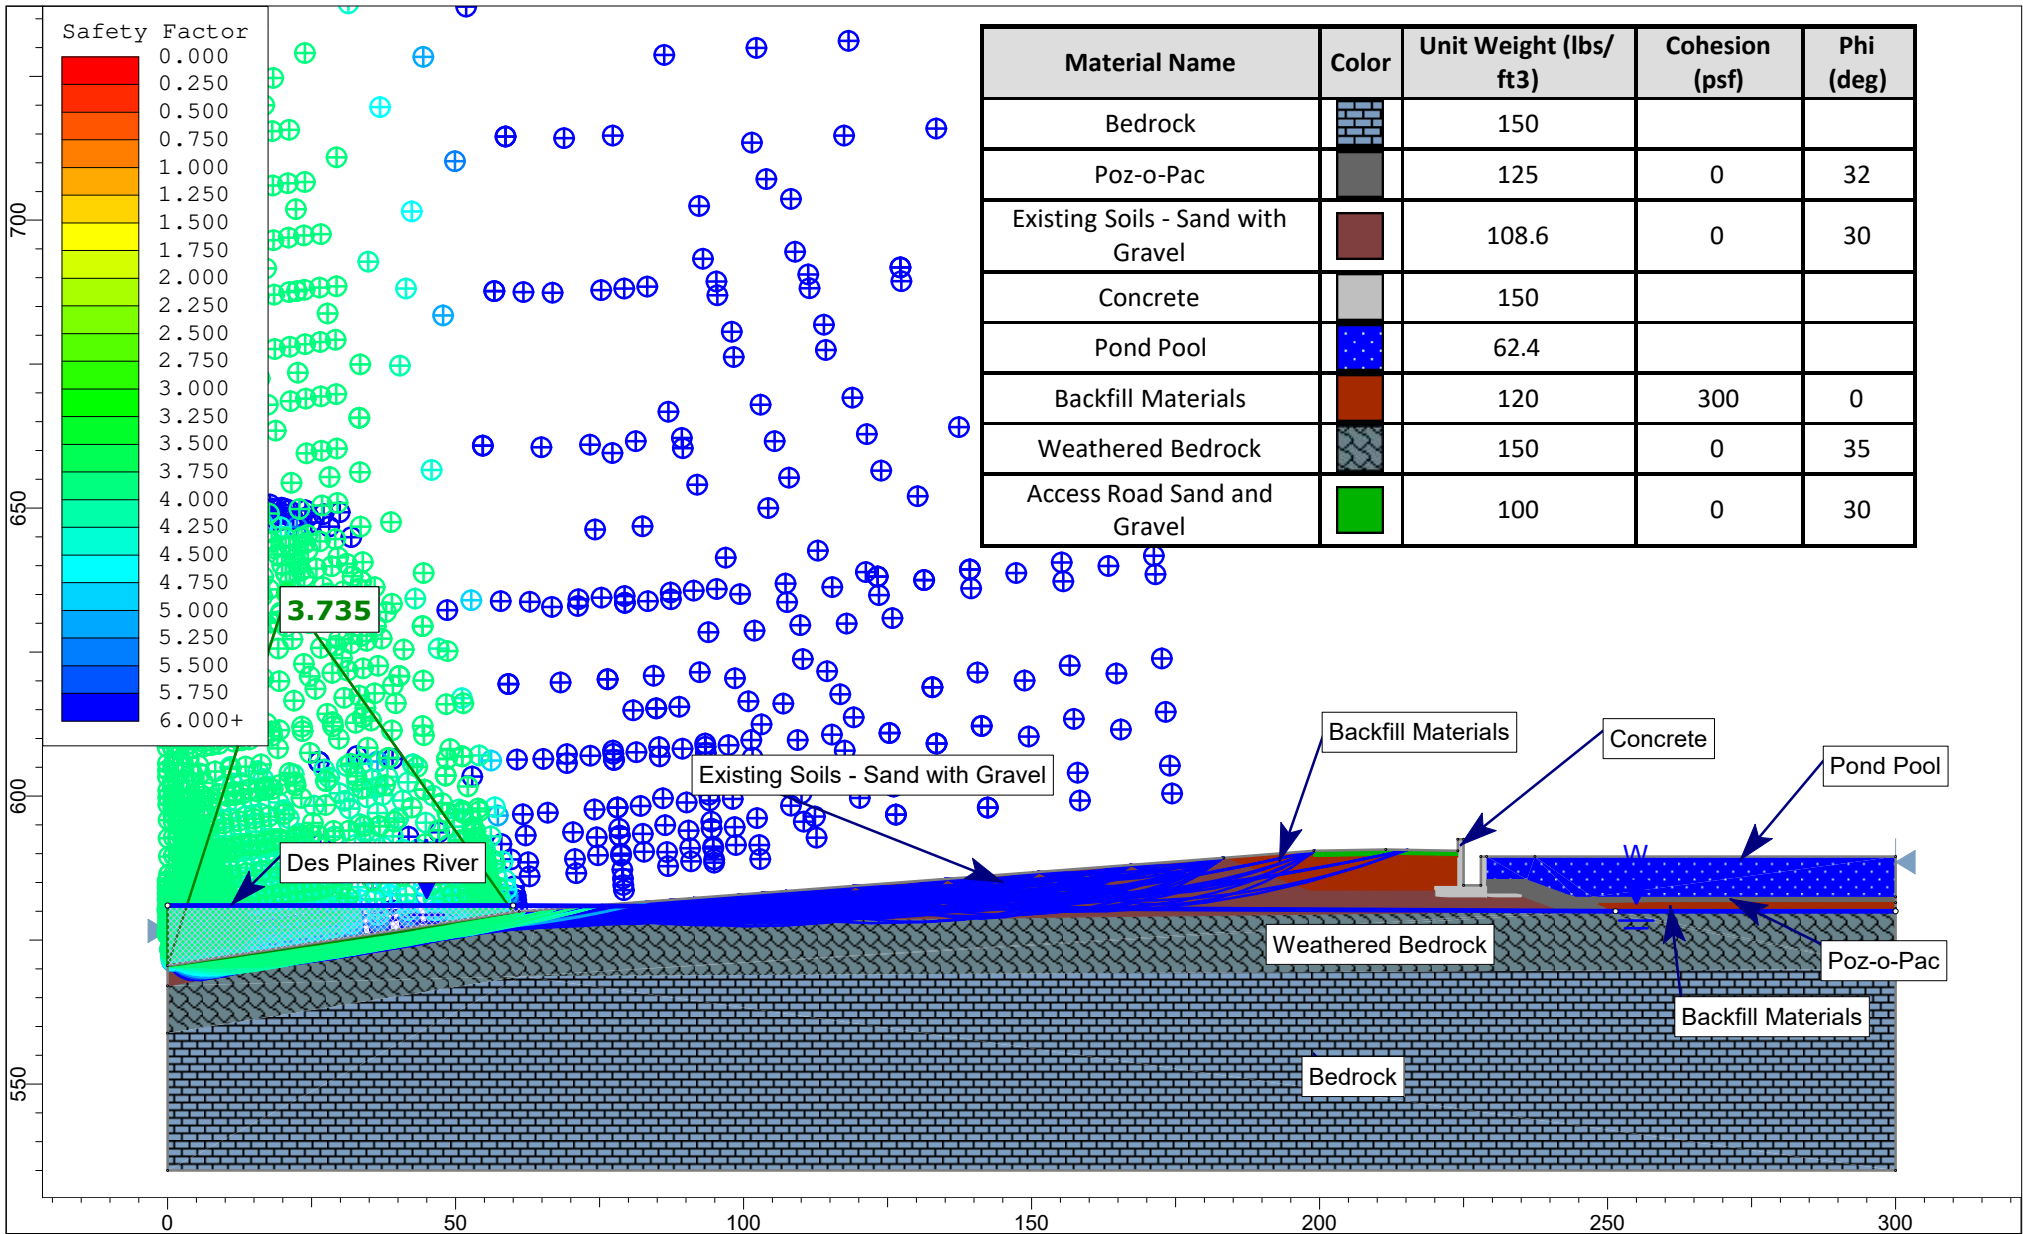 Safety Factor
0.000
0.250
0.500
0.750
1.000
1.250
1.500
1.750
2.000
2.250
2.500
2.750
3.000
3.250
3.500
3.750
4.000
4.250
4.500
4.750
5.000
5.250
5.500
5.750
6.000+
Material Name Color Unit Weight (lbs/ft3) Cohesion (psf) Phi (deg)
Bedrock 150
Poz-o-Pac 125 0 32
Existing Soils - Sand with Gravel 108.6 0 30
Concrete 150
Pond Pool 62.4
Backfill Materials 120 300 0
Weathered Bedrock 150 0 35
Access Road Sand and Gravel 100 0 30
3.735
Backfill Materials
Concrete
Pond Pool
Existing Soils - Sand with Gravel
Des Plaines River
W
Weathered Bedrock
Poz-o-Pac
Backfill Materials
Bedrock
700
650
600
550
0 50 100 150 200 250 300